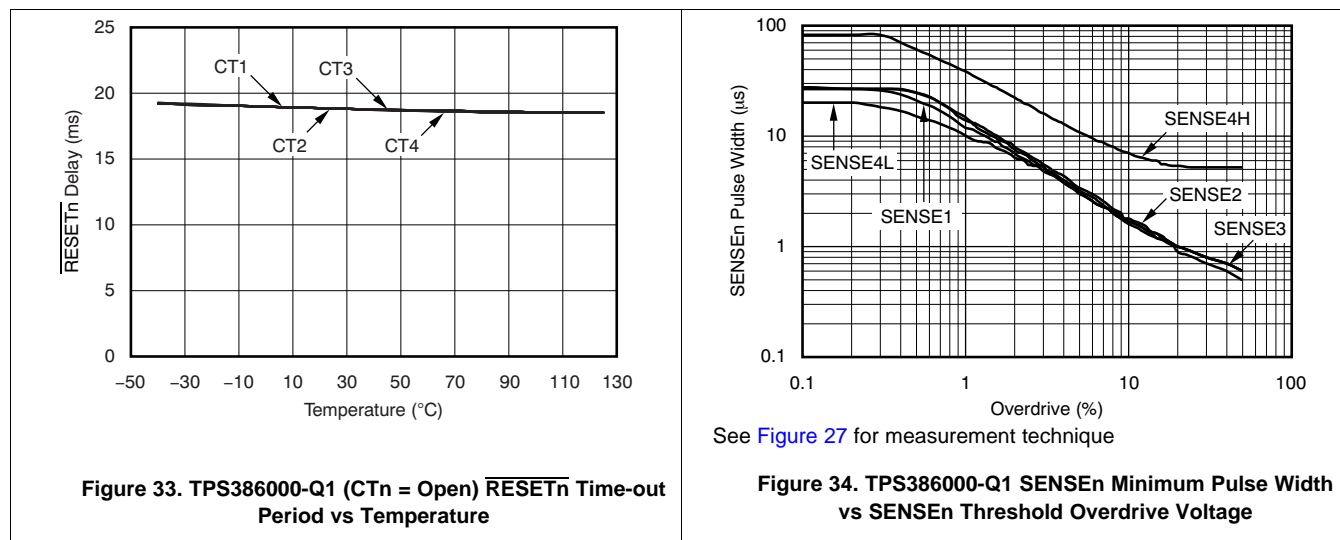 25
20
15
10
5
0
RESETn Delay (ms)
CT1
CT3
CT2
CT4
−50
−30
−10
10
30
50
70
90
110
130
Temperature (°C)
Figure 33. TPS386000-Q1 (CTn = Open) RESETn Time-out
Period vs Temperature
100
10
1
0.1
SENSEn Pulse Width (μs)
SENSE4H
SENSE4L
SENSE1
SENSE2
SENSE3
0.1
1
10
100
Overdrive (%)
See Figure 27 for measurement technique
Figure 34. TPS386000-Q1 SENSEn Minimum Pulse Width
vs SENSEn Threshold Overdrive Voltage